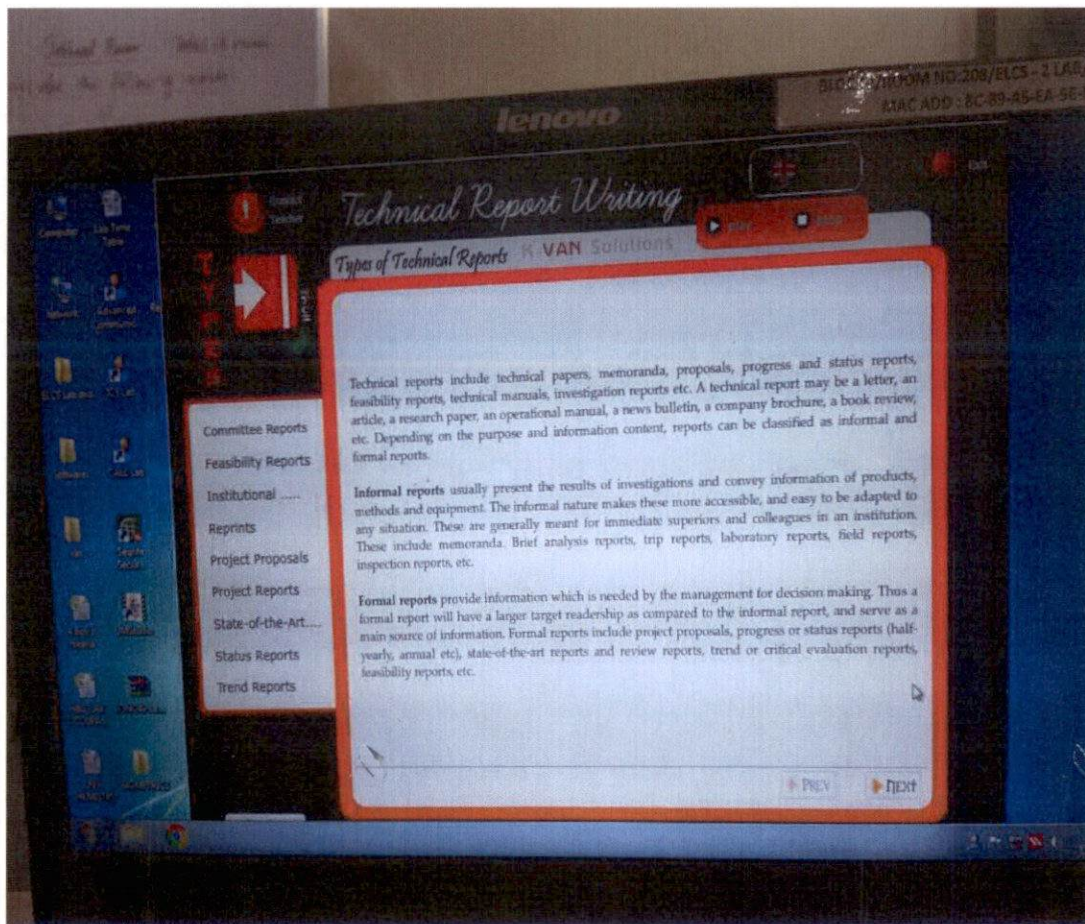 BLOCK ROOM NO:208/ELCS - 2 LAB
MAC ADD : 8C-89-A5-EA-5E-
lenovo
Exit
Technical Report Writing
Play
Stop
Types of Technical Reports K-VAN Solutions
Computer
Network
Technical reports include technical papers, memoranda, proposals, progress and status reports,
feasibility reports, technical manuals, investigation reports etc. A technical report may be a letter, an
article, a research paper, an operational manual, a news bulletin, a company brochure, a book review,
etc. Depending on the purpose and information content, reports can be classified as informal and
formal reports.
Informal reports usually present the results of investigations and convey information of products,
methods and equipment. The informal nature makes these more accessible, and easy to be adapted to
any situation. These are generally meant for immediate superiors and colleagues in an institution.
These include memoranda. Brief analysis reports, trip reports, laboratory reports, field reports,
inspection reports, etc.
Formal reports provide information which is needed by the management for decision making. Thus a
formal report will have a larger target readership as compared to the informal report, and serve as a
main source of information. Formal reports include project proposals, progress or status reports (half-
yearly, annual etc), state-of-the-art reports and review reports, trend or critical evaluation reports,
feasibility reports, etc.
Committee Reports
Feasibility Reports
Institutional .....
Reprints
Project Proposals
Project Reports
State-of-the-Art....
Status Reports
Trend Reports
PREV
NEXT